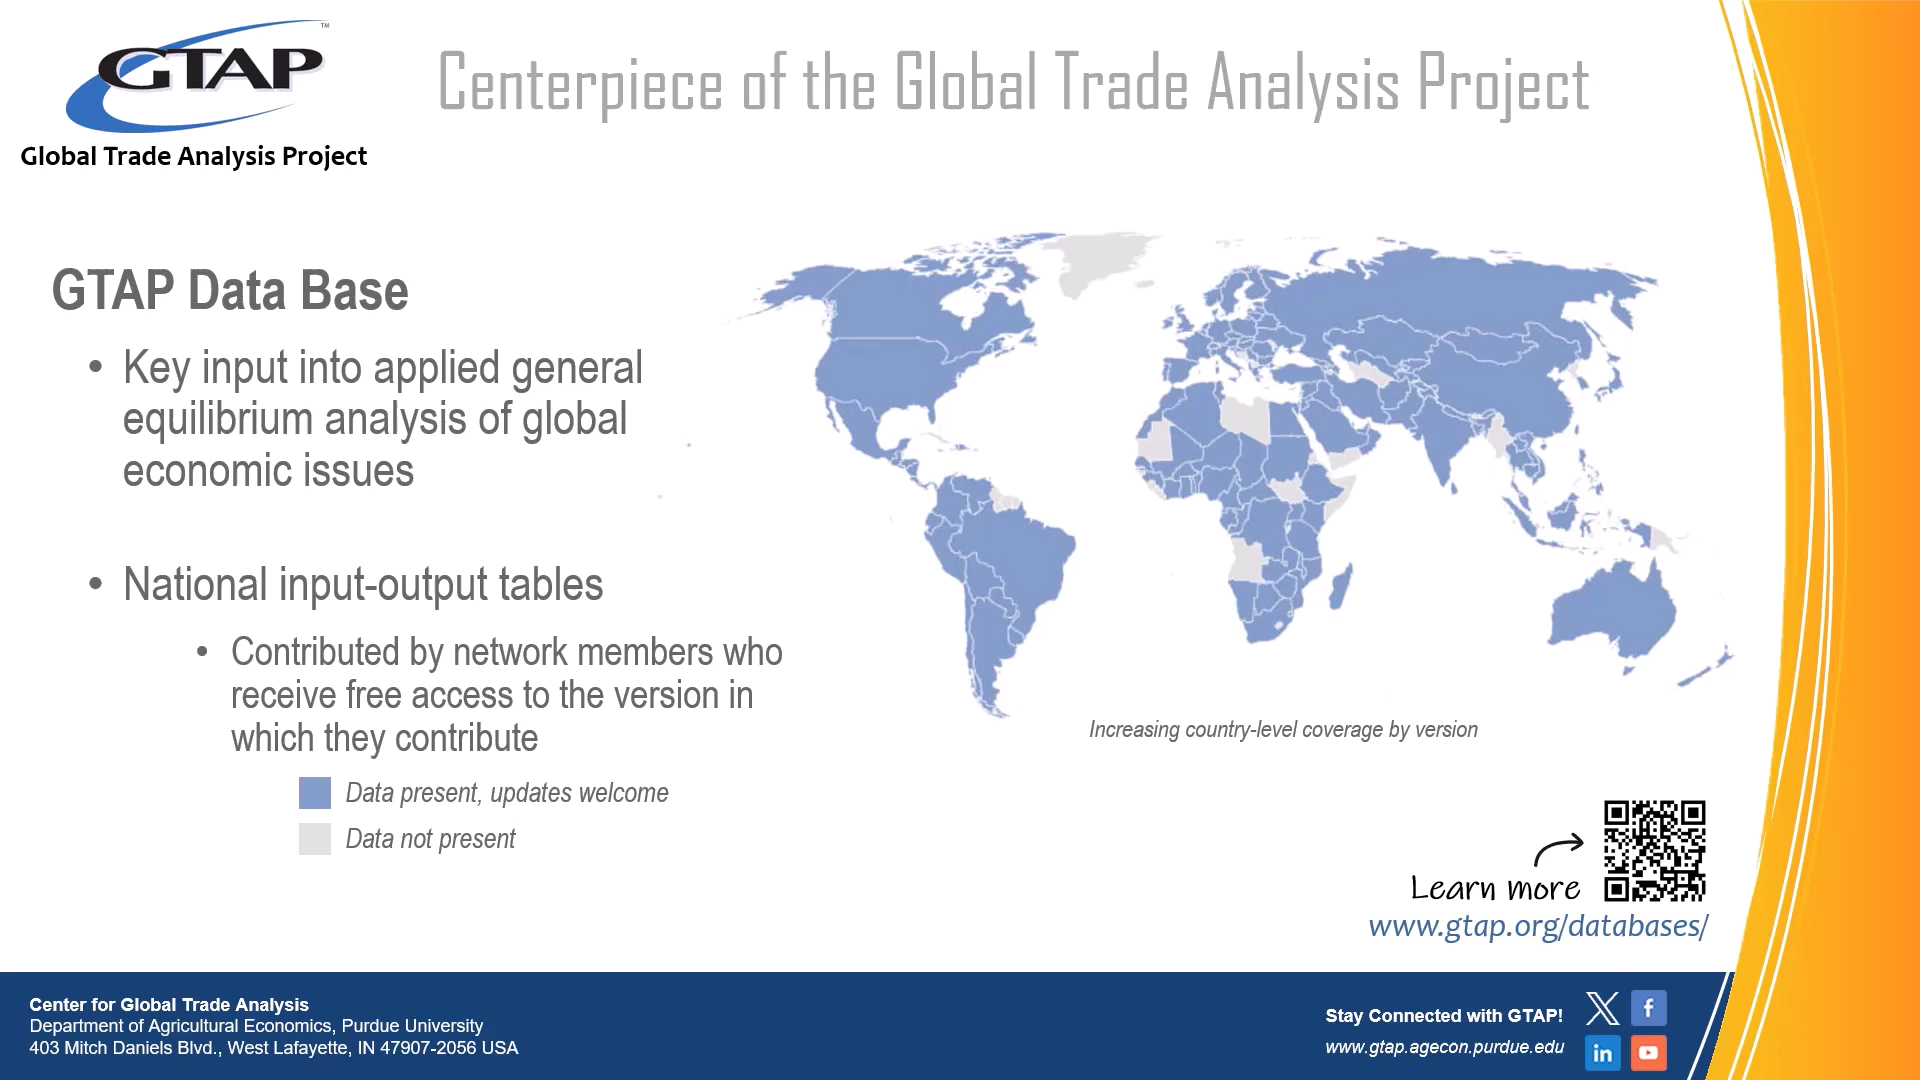 GTAP
TM
Global Trade Analysis Project
Centerpiece of the Global Trade Analysis Project
GTAP Data Base
• Key input into applied general
equilibrium analysis of global
economic issues
• National input-output tables
• Contributed by network members who
receive free access to the version in
which they contribute
Data present, updates welcome
Data not present
Increasing country-level coverage by version
Learn more
www.gtap.org/databases/
Center for Global Trade Analysis
Department of Agricultural Economics, Purdue University
403 Mitch Daniels Blvd., West Lafayette, IN 47907-2056 USA
Stay Connected with GTAP!
www.gtap.agecon.purdue.edu